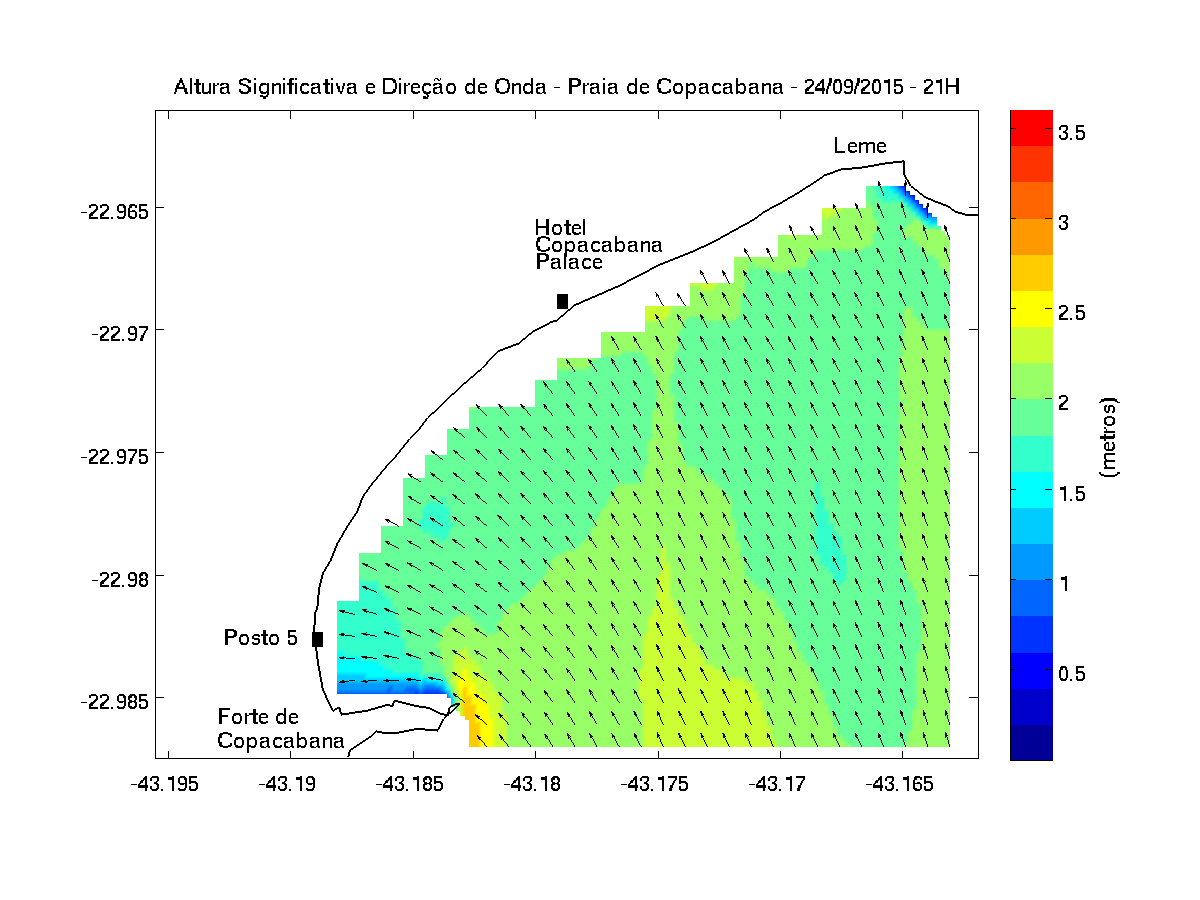 Altura Significativa e Direção de Onda - Praia de Copacabana - 24/09/2015 - 21H
Leme
Hotel
Copacabana
Palace
Posto 5
Forte de
Copacabana
-22.965
-22.97
-22.975
-22.98
-22.985
-43.195
-43.19
-43.185
-43.18
-43.175
-43.17
-43.165
3.5
3
2.5
2
1.5
1
0.5
(metros)